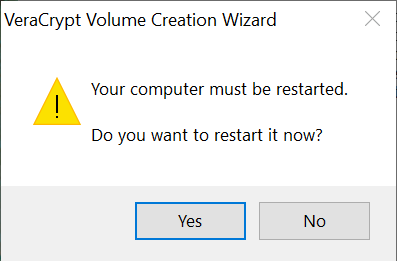 VeraCrypt Volume Creation Wizard
Your computer must be restarted.
Do you want to restart it now?
Yes
No